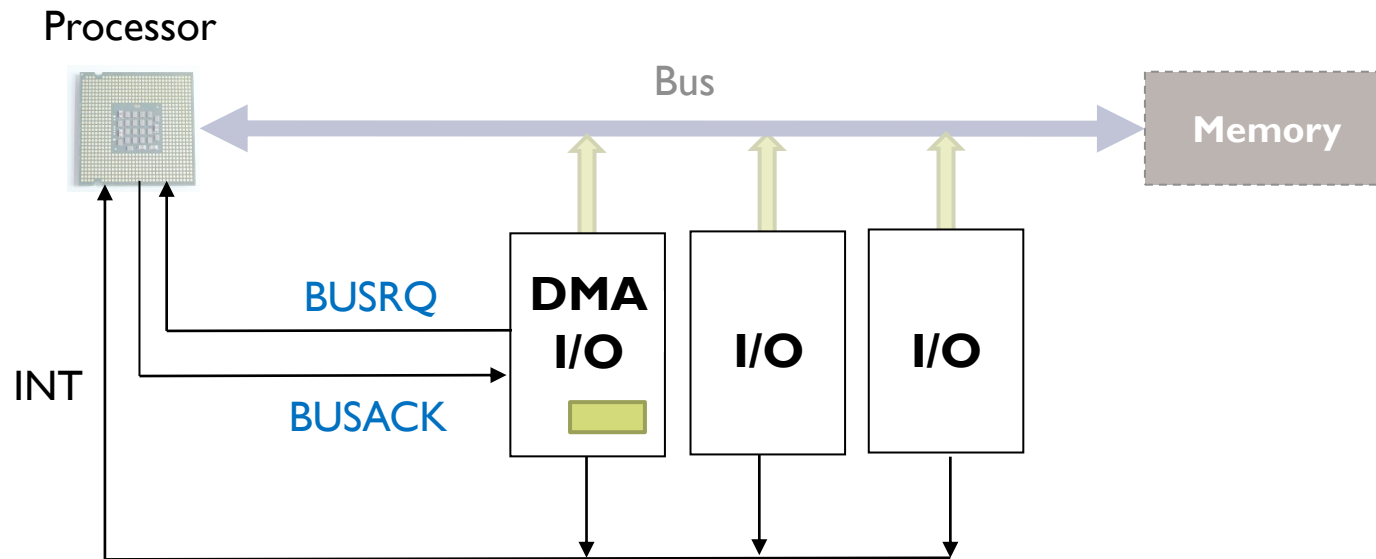 Processor
Bus
Memory
BUSRQ
DMA
I/O
I/O
I/O
INT
BUSACK